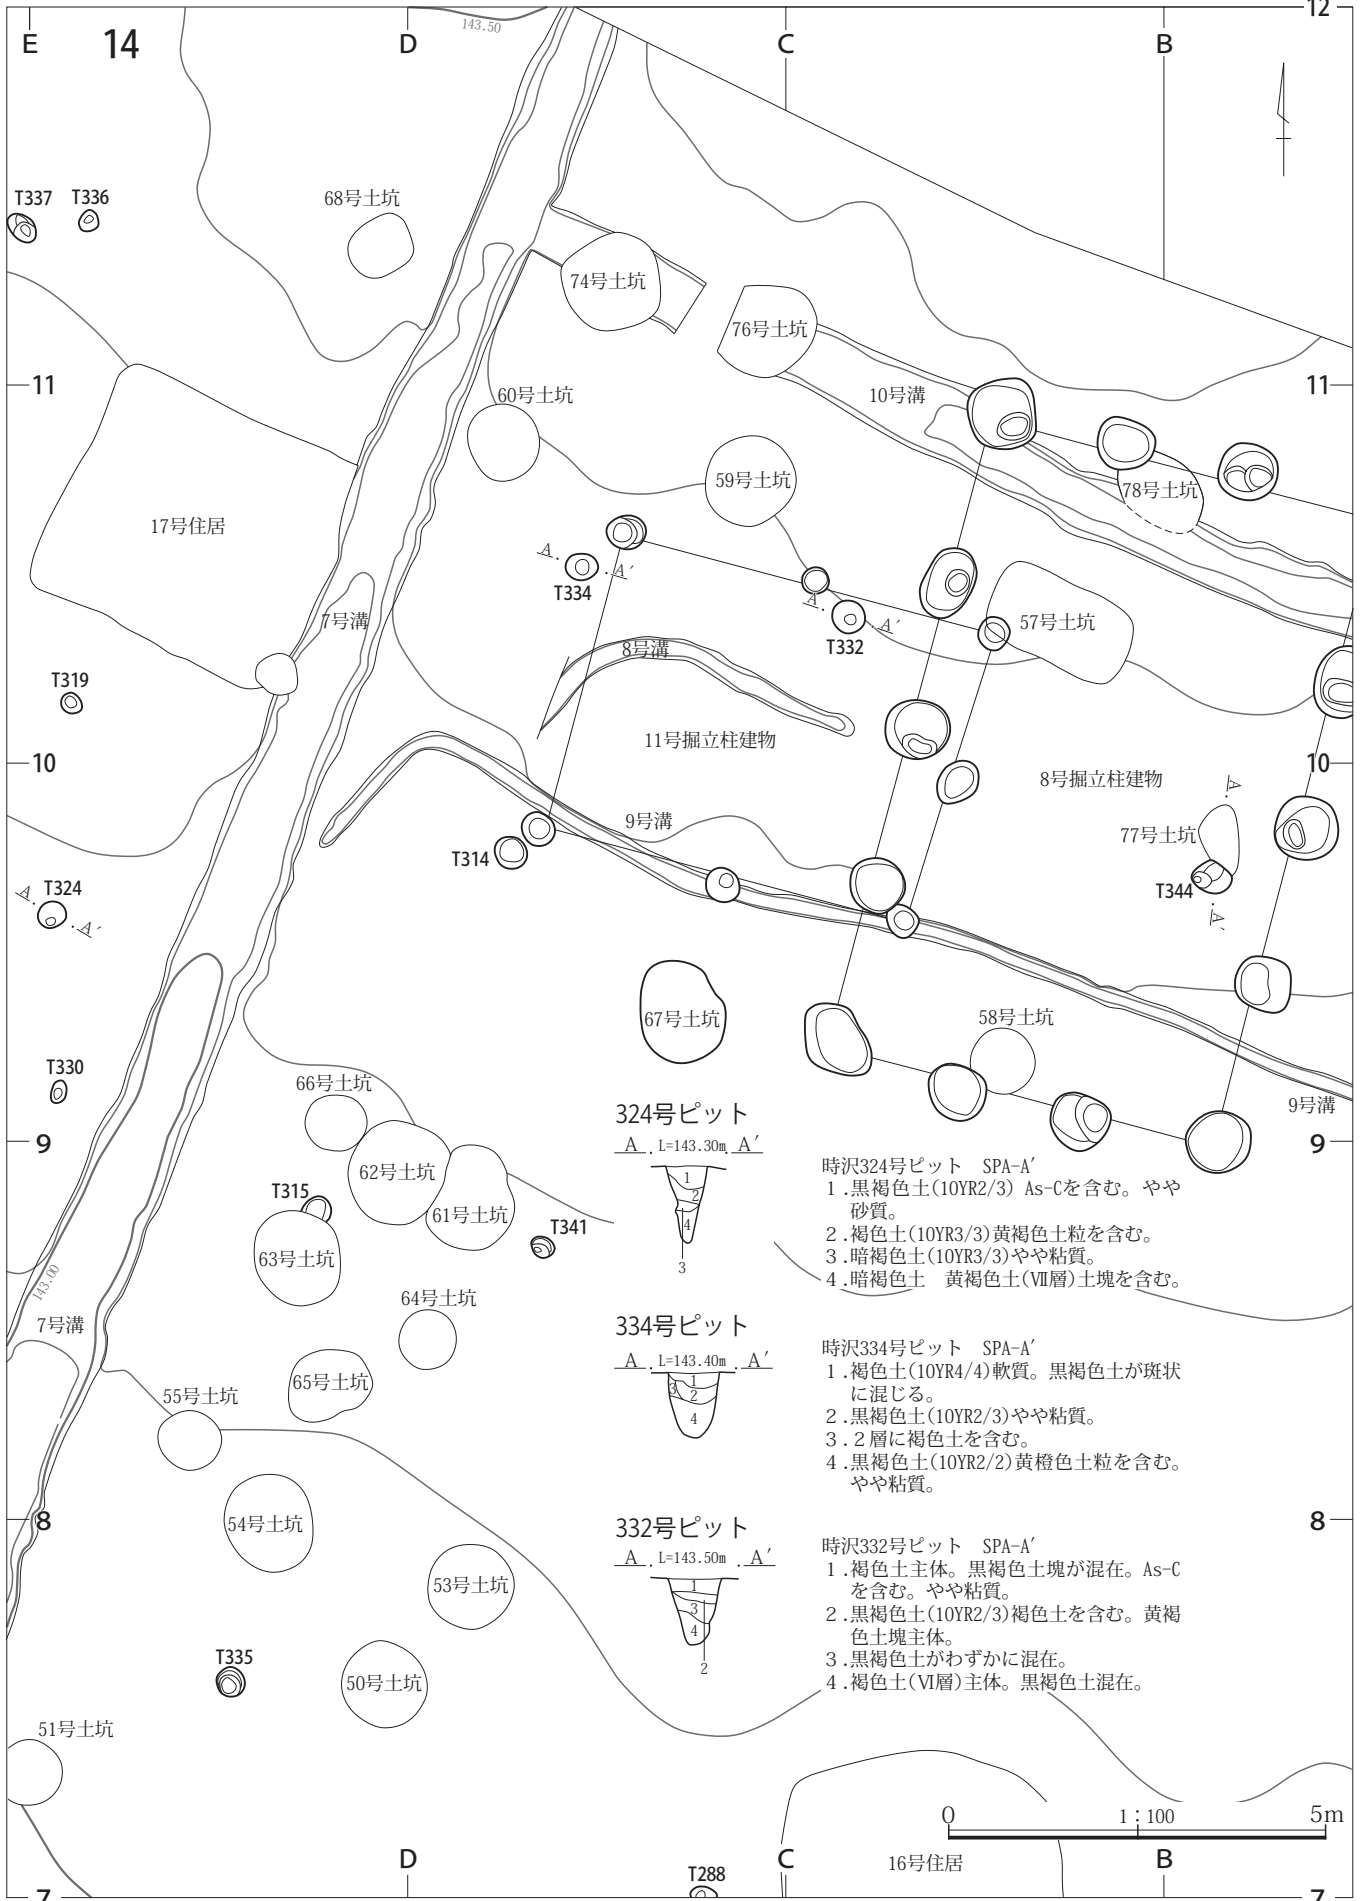 12
E
14
D
143.50
C
B
T337
T336
68号土坑
74号土坑
76号土坑
11
60号土坑
10号溝
11
59号土坑
78号土坑
17号住居
A
A′
T334
7号溝
A
A′
T332
57号土坑
8号溝
T319
11号掘立柱建物
10
8号掘立柱建物
10
A
9号溝
77号土坑
T314
T344
A
T324
A′
A′
67号土坑
58号土坑
T330
66号土坑
9号溝
324号ピット
A L=143.30m A′
9
9
62号土坑
時沢324号ピット SPA-A′
1
1.黒褐色土(10YR2/3) As-Cを含む。やや
砂質。
T315
2
61号土坑
4
T341
2.褐色土(10YR3/3)黄褐色土粒を含む。
63号土坑
3.暗褐色土(10YR3/3)やや粘質。
3
4.暗褐色土 黄褐色土(Ⅶ層)土塊を含む。
143.00
64号土坑
7号溝
334号ピット
A L=143.40m A′
時沢334号ピット SPA-A′
1.褐色土(10YR4/4)軟質。黒褐色土が斑状
に混じる。
65号土坑
1
3
2
4
55号土坑
2.黒褐色土(10YR2/3)やや粘質。
3.2層に褐色土を含む。
4.黒褐色土(10YR2/2)黄橙色土粒を含む。
やや粘質。
8
54号土坑
8
332号ピット
A L=143.50m A′
時沢332号ピット SPA-A′
1.褐色土主体。黒褐色土塊が混在。As-C
を含む。やや粘質。
53号土坑
1
3
4
2
2.黒褐色土(10YR2/3)褐色土を含む。黄褐
色土塊主体。
3.黒褐色土がわずかに混在。
4.褐色土(Ⅵ層)主体。黒褐色土混在。
T335
50号土坑
51号土坑
0 1:100 5m
D
C
16号住居
B
T288
7
7